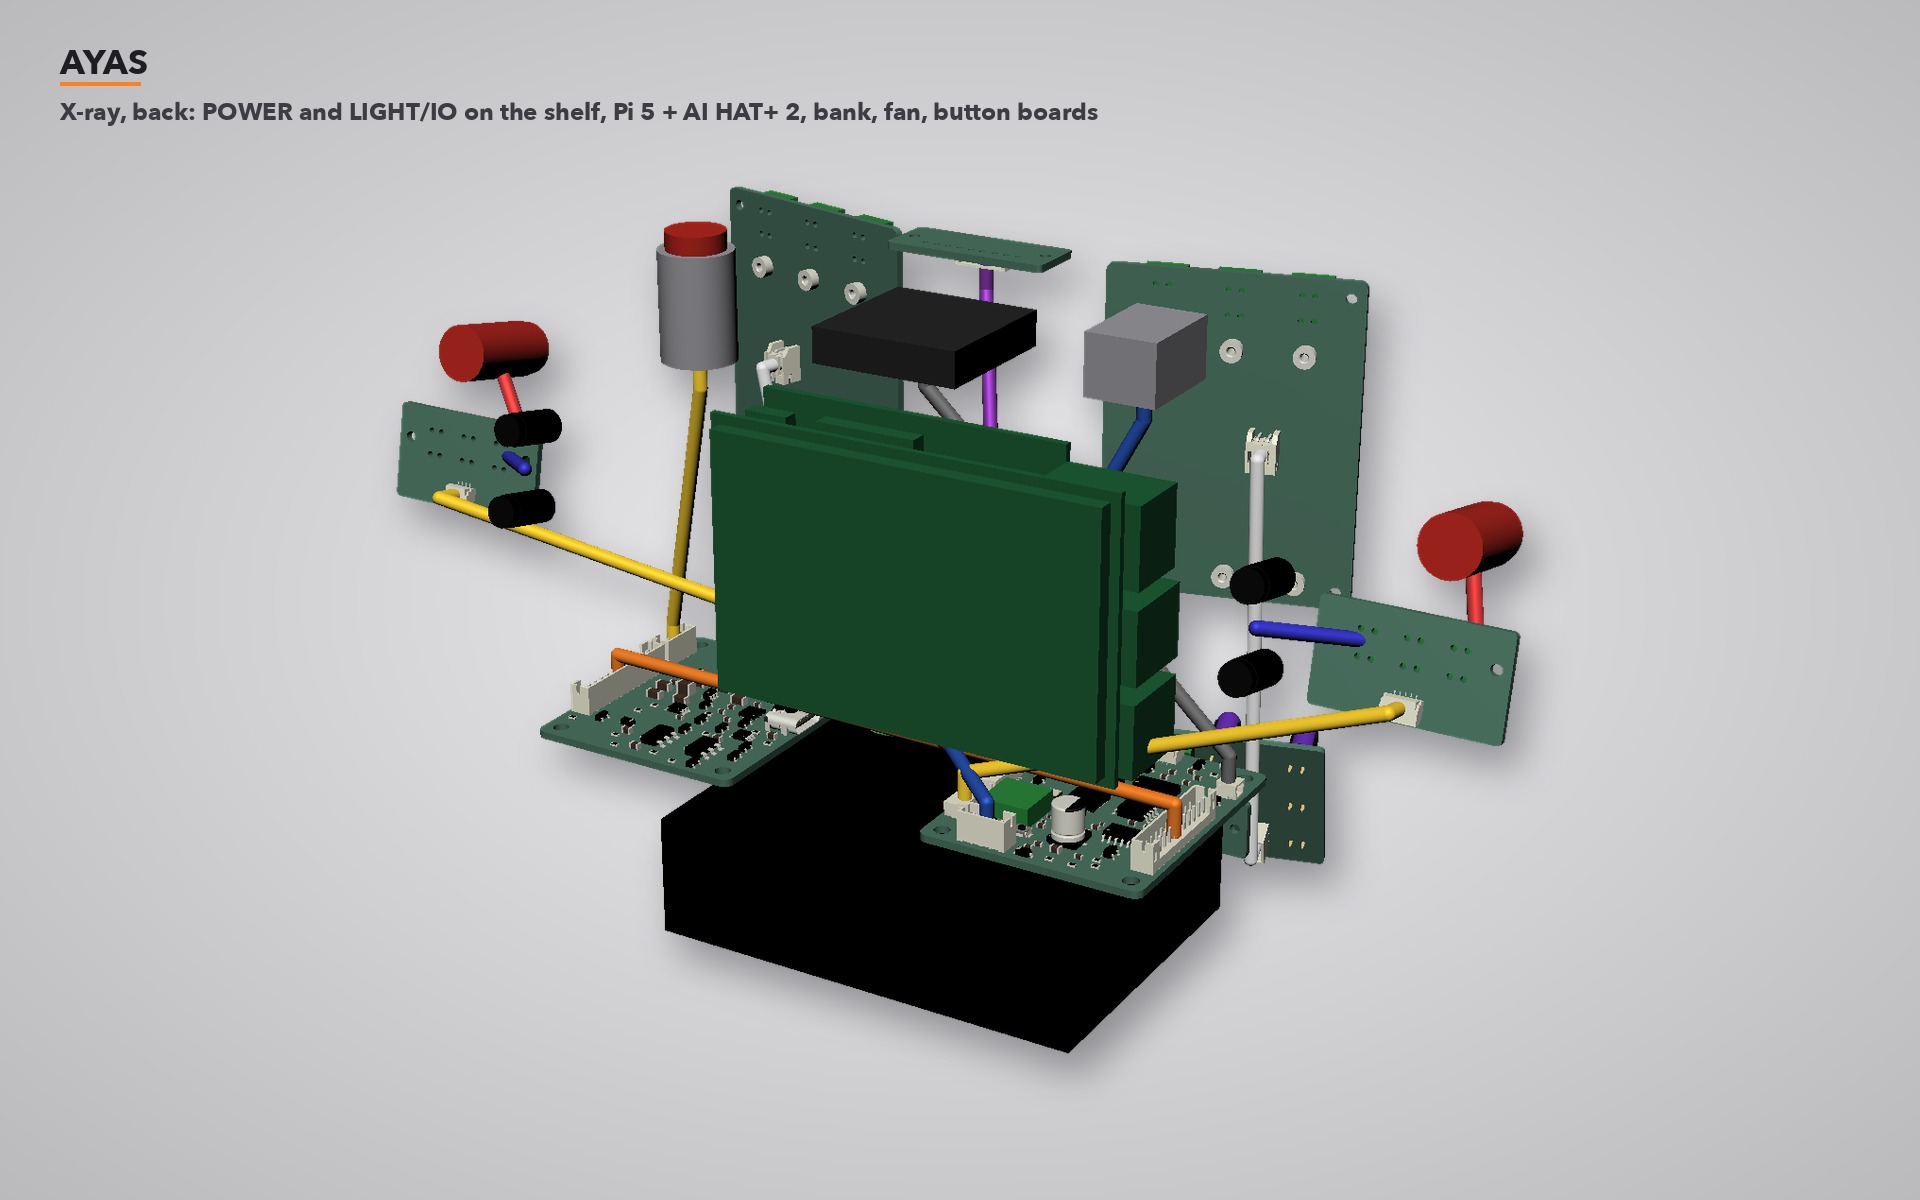 AYAS
X-ray, back: POWER and LIGHT/IO on the shelf, Pi 5 + AI HAT+ 2, bank, fan, button boards